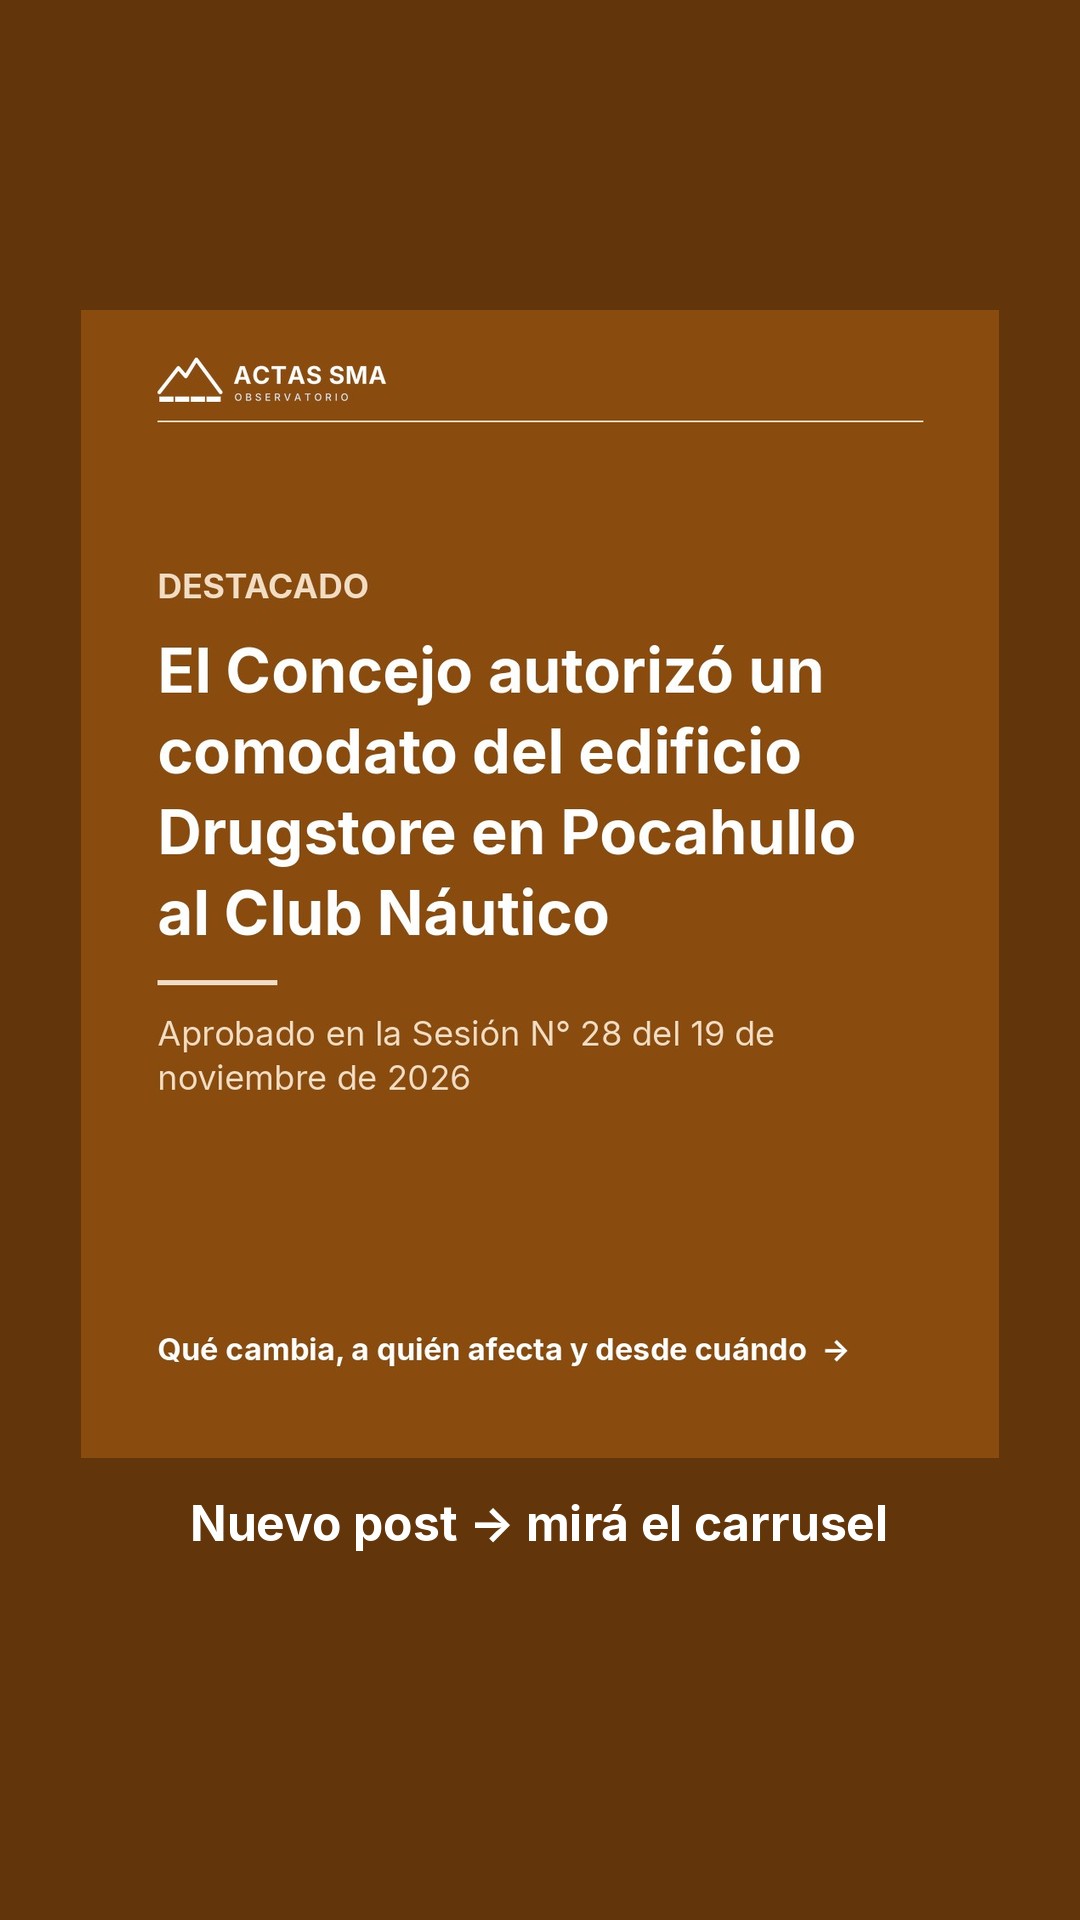 ACTAS SMA
OBSERVATORIO
DESTACADO
El Concejo autorizó un
comodato del edificio
Drugstore en Pocahullo
al Club Náutico
Aprobado en la Sesión N° 28 del 19 de
noviembre de 2026
Qué cambia, a quién afecta y desde cuándo →
Nuevo post → mirá el carrusel